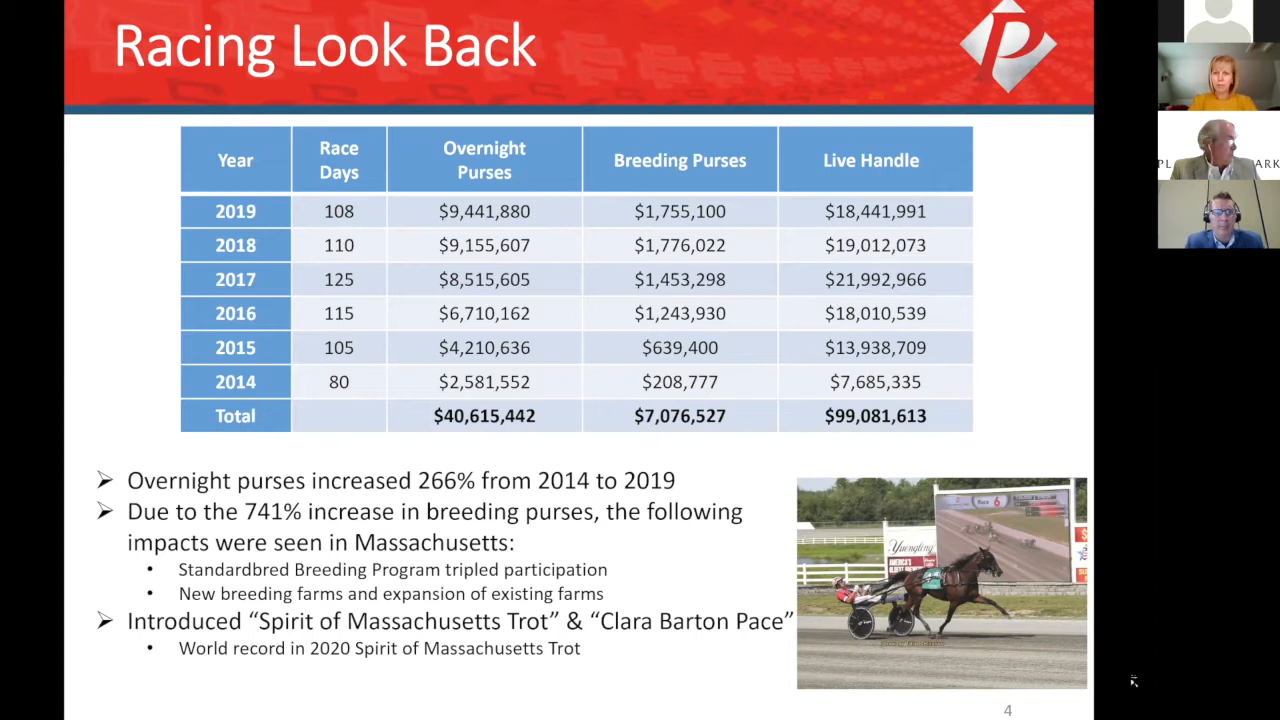 Racing Look Back
P
Year Race Days Overnight Purses Breeding Purses Live Handle
2019 108 $9,441,880 $1,755,100 $18,441,991
2018 110 $9,155,607 $1,776,022 $19,012,073
2017 125 $8,515,605 $1,453,298 $21,992,966
2016 115 $6,710,162 $1,243,930 $18,010,539
2015 105 $4,210,636 $639,400 $13,938,709
2014 80 $2,581,552 $208,777 $7,685,335
Total $40,615,442 $7,076,527 $99,081,613
➢ Overnight purses increased 266% from 2014 to 2019
➢ Due to the 741% increase in breeding purses, the following
impacts were seen in Massachusetts:
• Standardbred Breeding Program tripled participation
• New breeding farms and expansion of existing farms
➢ Introduced “Spirit of Massachusetts Trot” & “Clara Barton Pace”
• World record in 2020 Spirit of Massachusetts Trot
Race 6
Yuengling
4
PL ARK